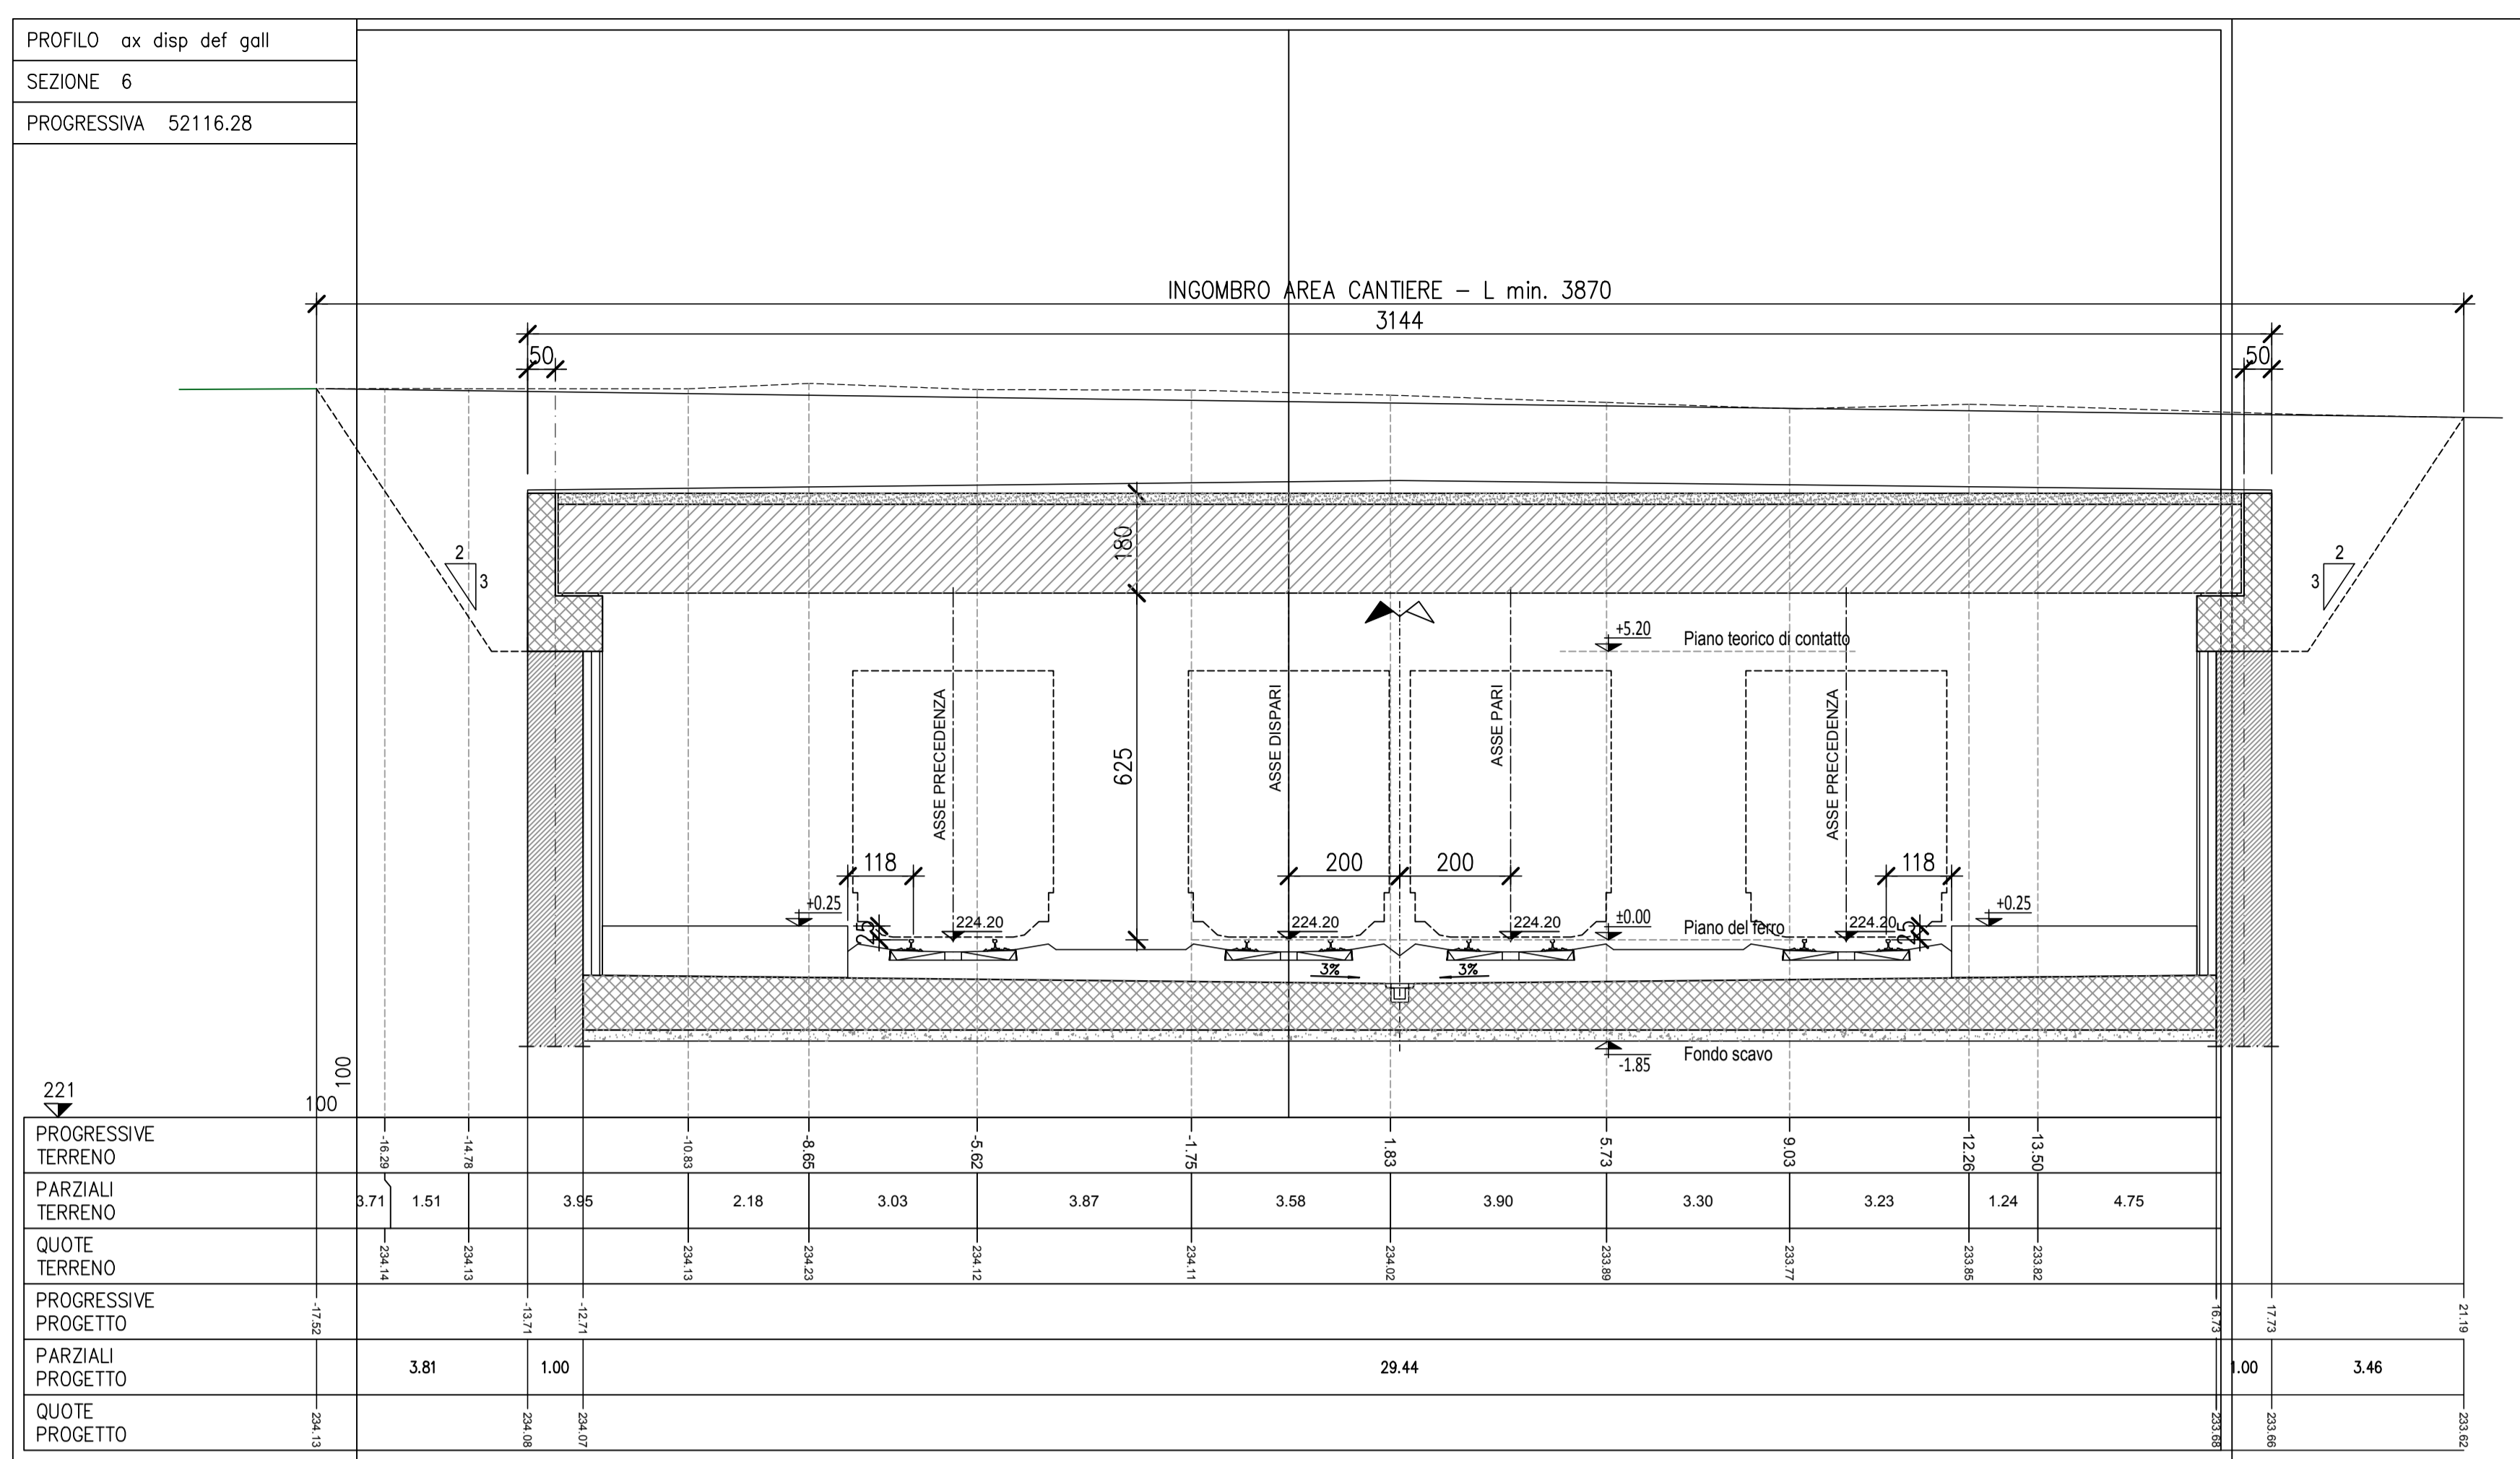 PROFILO ax disp def gall
SEZIONE 6
PROGRESSIVA 52116.28
INGOMBRO AREA CANTIERE – L min. 3870
3144
50
50
180
2
3
2
3
+5.20
Piano teorico di contatto
625
ASSE PRECEDENZA
ASSE DISPARI
ASSE PARI
ASSE PRECEDENZA
118
200
200
118
+0.25
25
224.20
224.20
224.20
±0.00
Piano del ferro
224.20
25
+0.25
3%
3%
-1.85
Fondo scavo
100
221
100
PROGRESSIVE
TERRENO
-16.29 -14.78 -10.83 -8.65 -5.62 -1.75 1.83 5.73 9.03 12.26 13.50
PARZIALI
TERRENO
3.71 1.51 3.95 2.18 3.03 3.87 3.58 3.90 3.30 3.23 1.24 4.75
QUOTE
TERRENO
234.14 234.13 234.13 234.23 234.12 234.11 234.02 233.89 233.77 233.85 233.82
PROGRESSIVE
PROGETTO
-17.52 -13.71 -12.71 16.73 17.73 21.19
PARZIALI
PROGETTO
3.81 1.00 29.44 1.00 3.46
QUOTE
PROGETTO
234.13 234.08 234.07 233.68 233.66 233.62